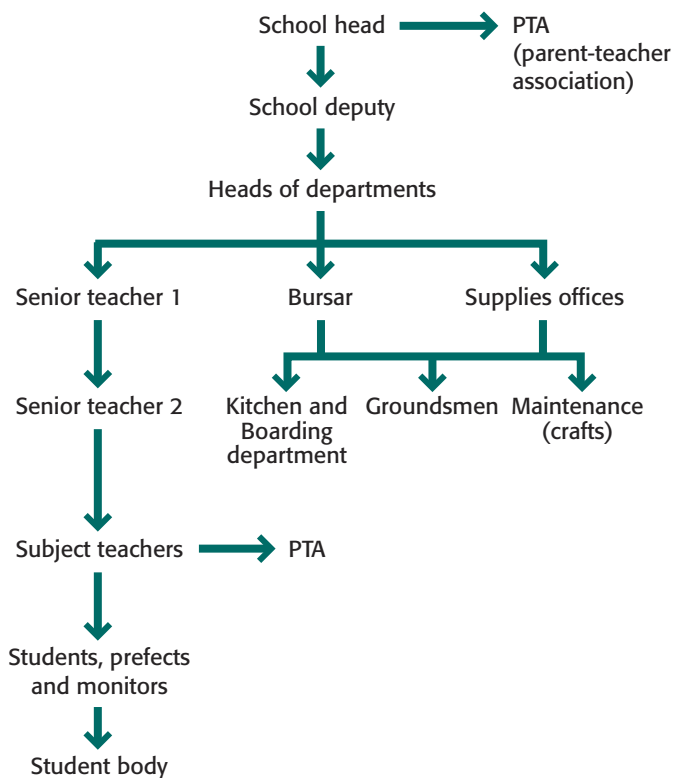 School head
PTA
(parent-teacher
association)
School deputy
Heads of departments
Senior teacher 1
Bursar
Supplies offices
Senior teacher 2
Kitchen and
Boarding
department
Groundsmen
Maintenance
(crafts)
Subject teachers
PTA
Students, prefects
and monitors
Student body